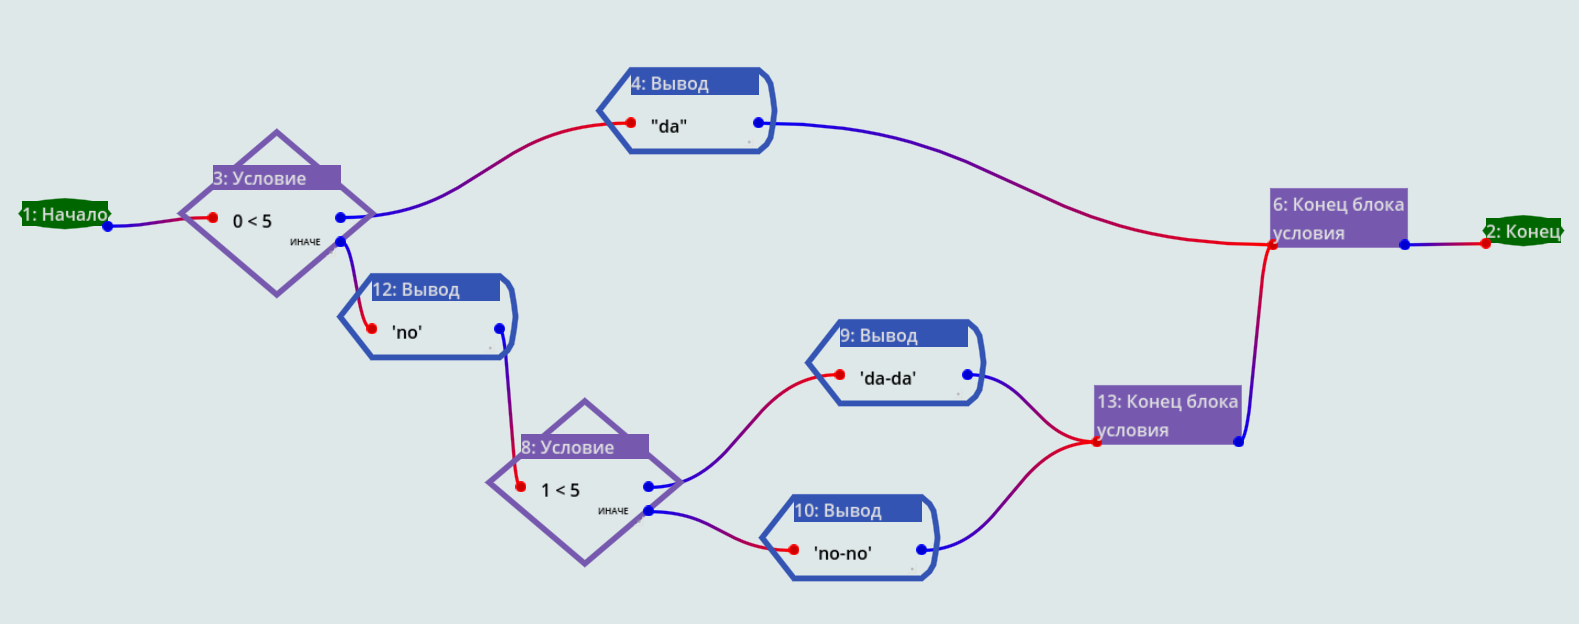 4: Вывод
"da"
3: Условие
0 < 5
ИНАЧЕ
1: Начало
6: Конец блока
условия
2: Конец
12: Вывод
'no'
9: Вывод
'da-da'
13: Конец блока
условия
8: Условие
1 < 5
ИНАЧЕ
10: Вывод
'no-no'